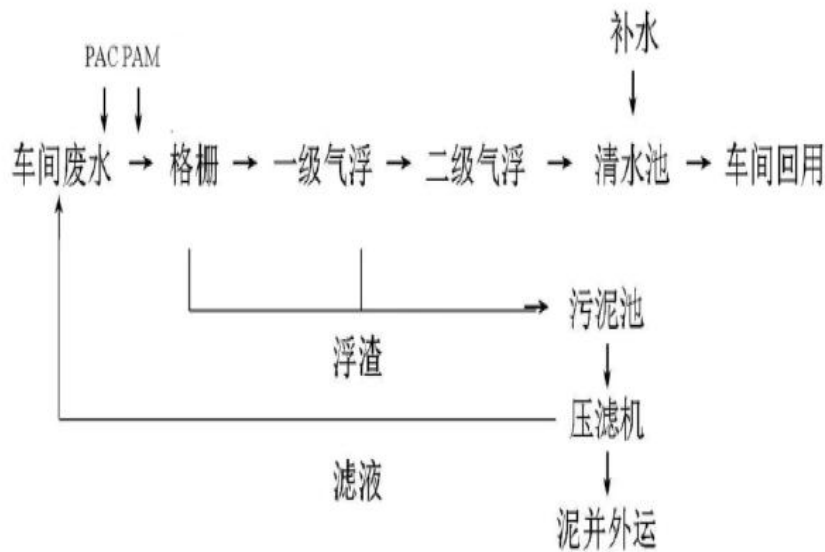 补水
PAC PAM
车间废水 → 格栅 → 一级气浮 → 二级气浮 → 清水池 → 车间回用
污泥池
浮渣
压滤机
滤液
泥并外运